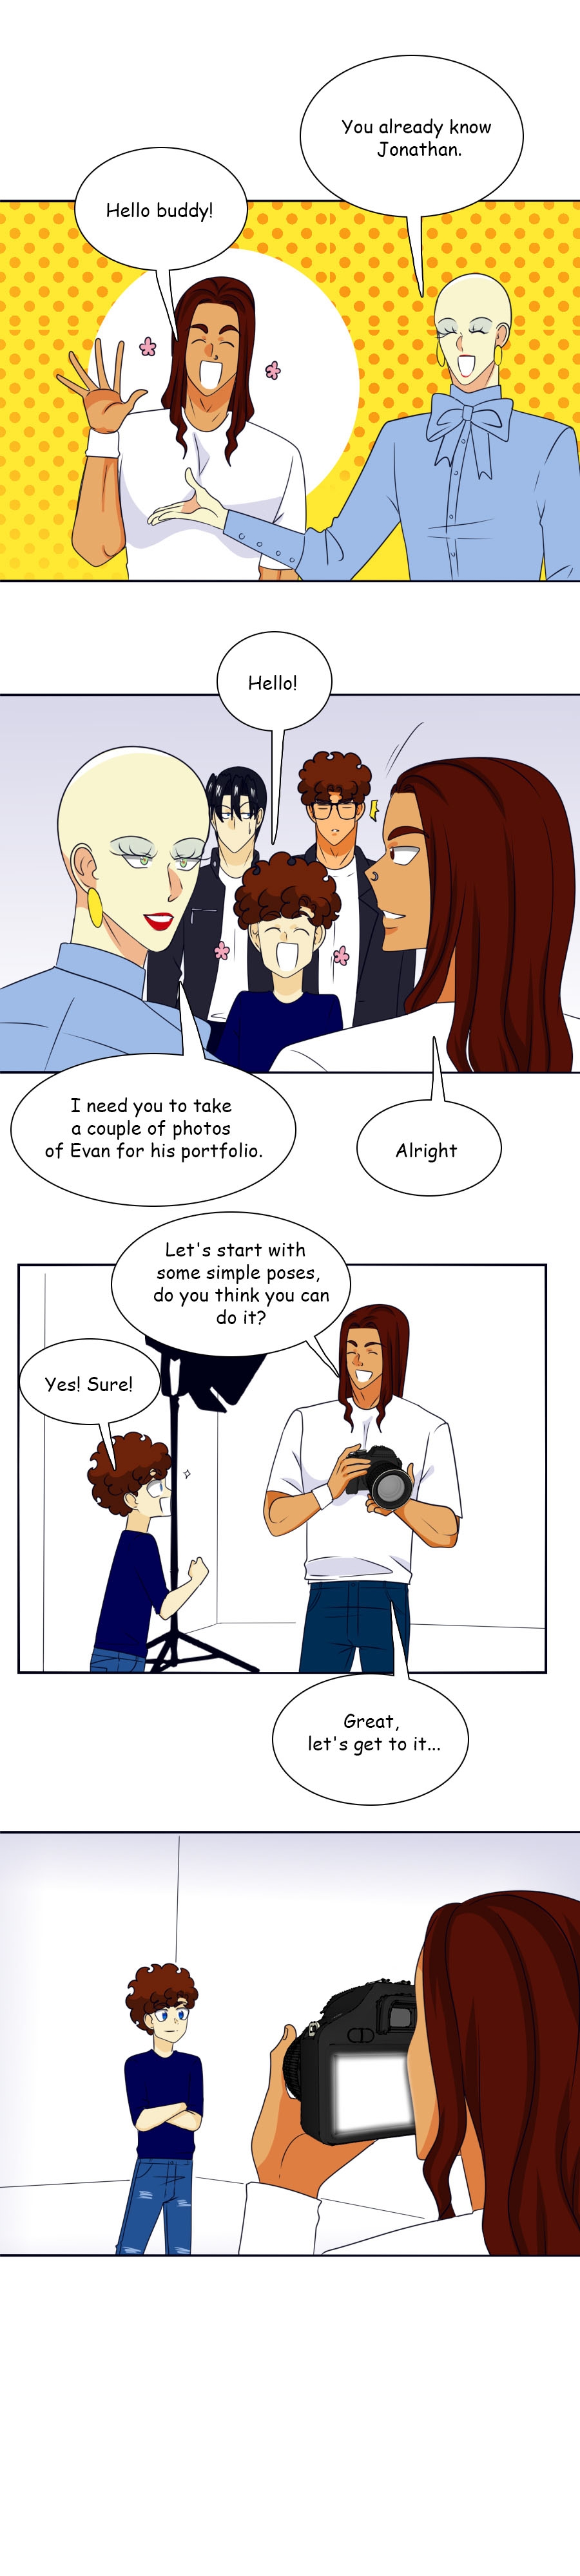 You already know
Jonathan.
Hello buddy!
Hello!
I need you to take
a couple of photos
of Evan for his portfolio.
Alright
Let's start with
some simple poses,
do you think you can
do it?
Yes! Sure!
Great,
let's get to it...